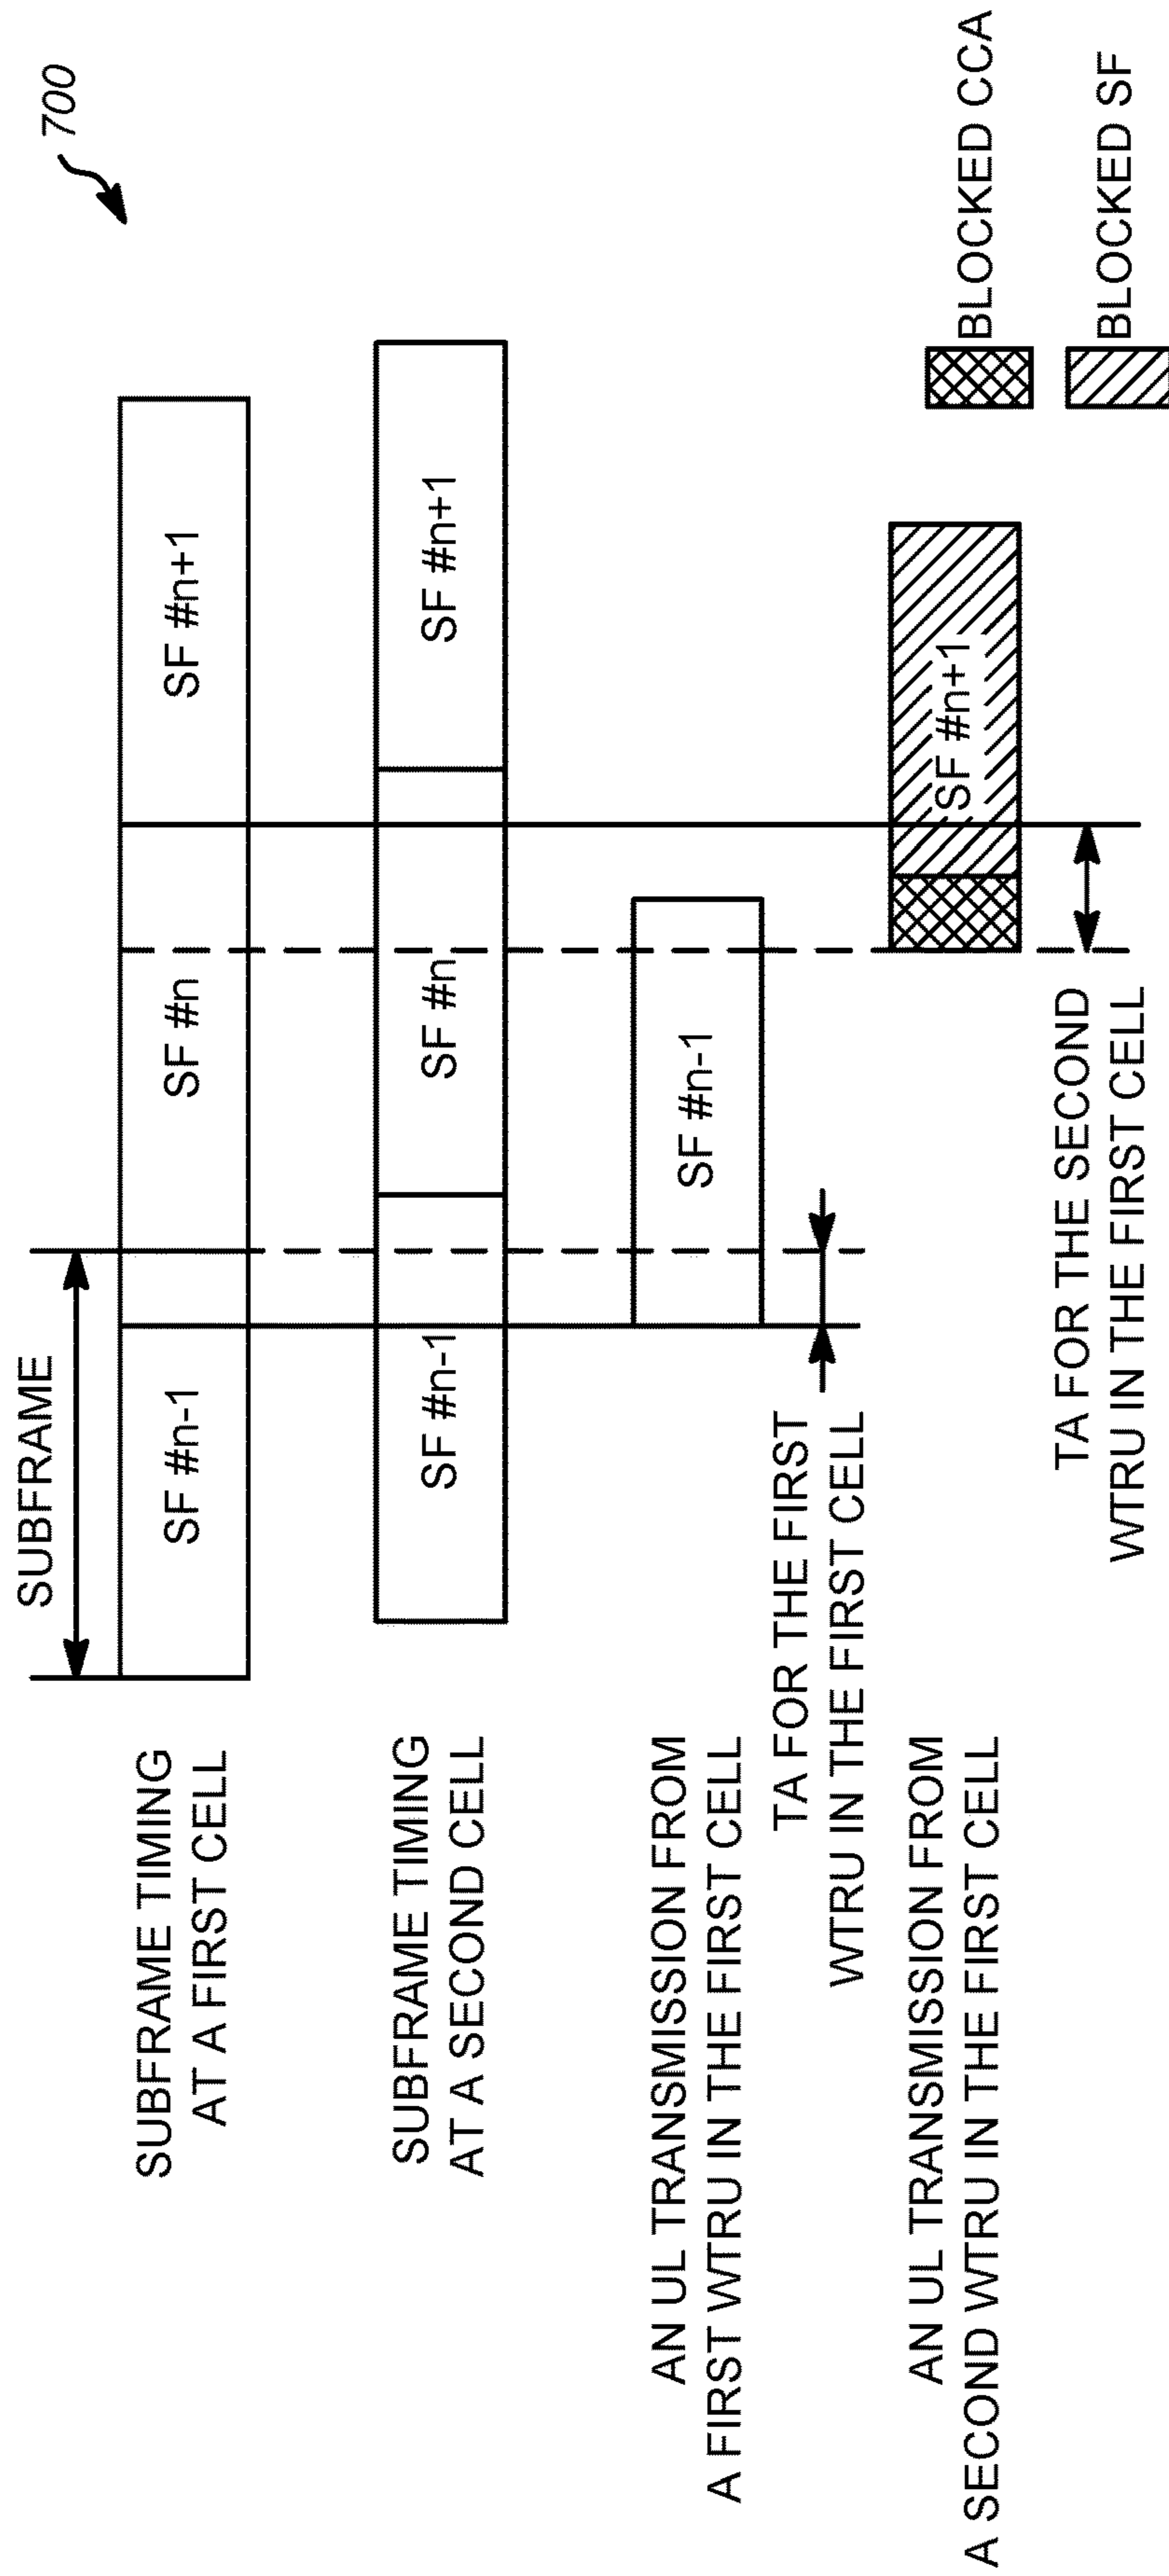 700
SUBFRAME
SUBFRAME TIMING
AT A FIRST CELL
SF #n-1
SF #n
SF #n+1
SUBFRAME TIMING
AT A SECOND CELL
SF #n-1
SF #n
SF #n+1
AN UL TRANSMISSION FROM
A FIRST WTRU IN THE FIRST CELL
SF #n-1
TA FOR THE FIRST
WTRU IN THE FIRST CELL
AN UL TRANSMISSION FROM
A SECOND WTRU IN THE FIRST CELL
SF #n+1
TA FOR THE SECOND
WTRU IN THE FIRST CELL
BLOCKED CCA
BLOCKED SF